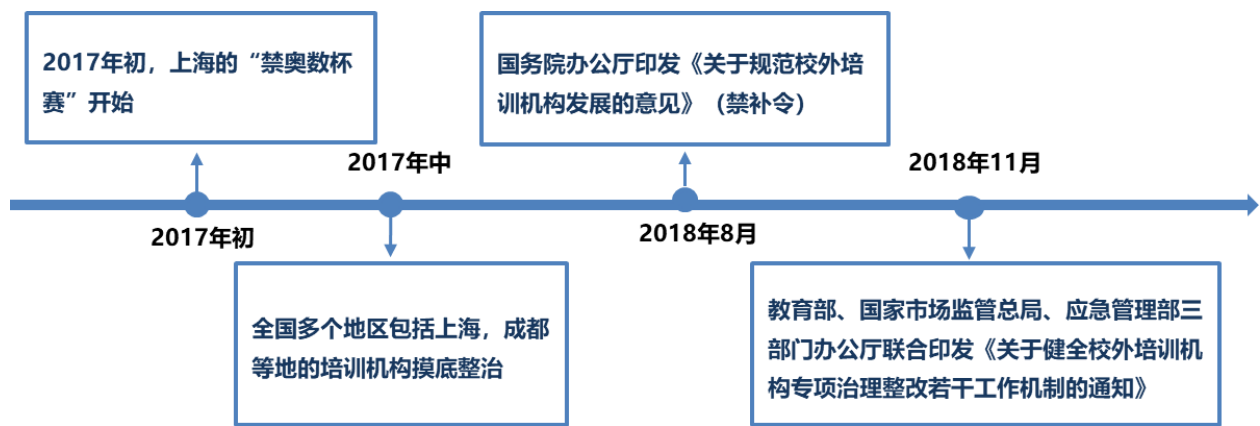 2017年初，上海的“禁奥数杯
赛”开始
国务院办公厅印发《关于规范校外培
训机构发展的意见》（禁补令）
2017年中
2018年11月
2017年初
2018年8月
全国多个地区包括上海，成都
等地的培训机构摸底整治
教育部、国家市场监管总局、应急管理部三
部门办公厅联合印发《关于健全校外培训机
构专项治理整改若干工作机制的通知》